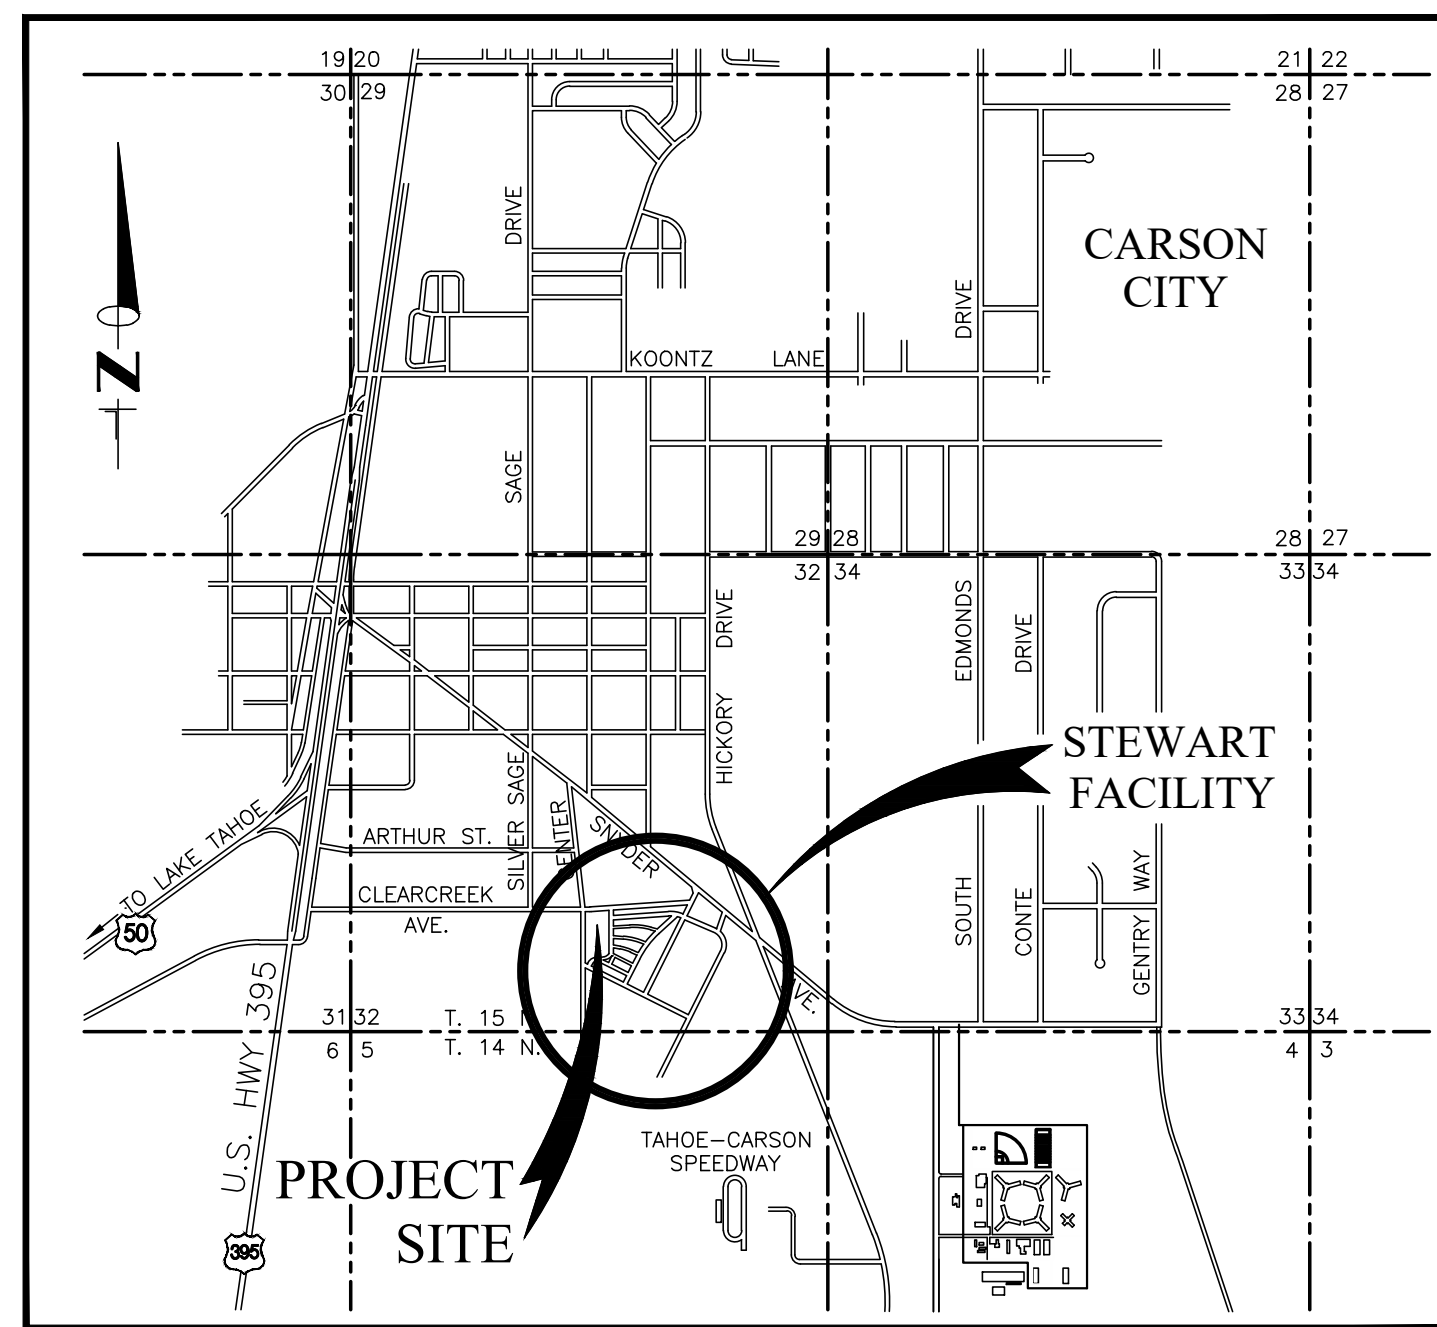 19 20
21 22
30 29
28 27
DRIVE
CARSON
CITY
DRIVE
N
KOONTZ LANE
SAGE
29 28
28 27
32 34
33 34
DRIVE
EDMONDS
DRIVE
HICKORY
STEWART
FACILITY
SILVER SAGE
CENTER
TO LAKE TAHOE
ARTHUR ST.
SNYDER
CLEARCREEK
AVE.
50
SOUTH
CONTE
GENTRY WAY
VE.
U.S. HWY 395
31 32
T. 15 N
33 34
6 5
T. 14 N.
4 3
TAHOE-CARSON
SPEEDWAY
PROJECT
SITE
395